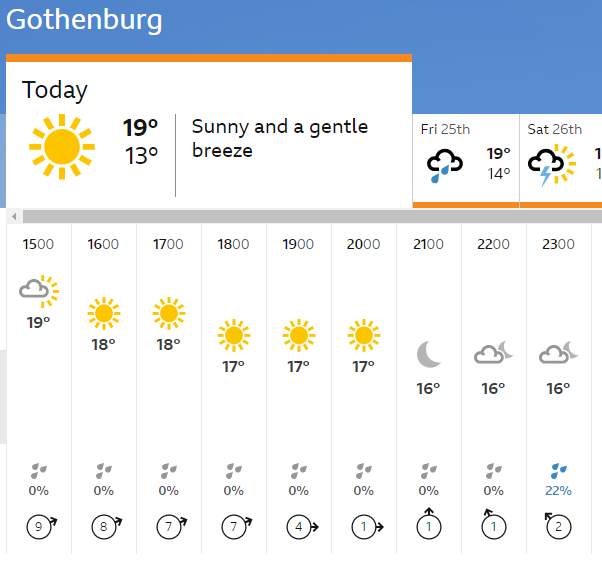 Gothenburg
Today
19° 13°
Sunny and a gentle
breeze
Fri 25th
19°
14°
Sat 26th
1500 1600 1700 1800 1900 2000 2100 2200 2300
19° 18° 18° 17° 17° 17° 16° 16° 16°
0% 0% 0% 0% 0% 0% 0% 0% 22%
9 8 7 7 4 1 1 1 2